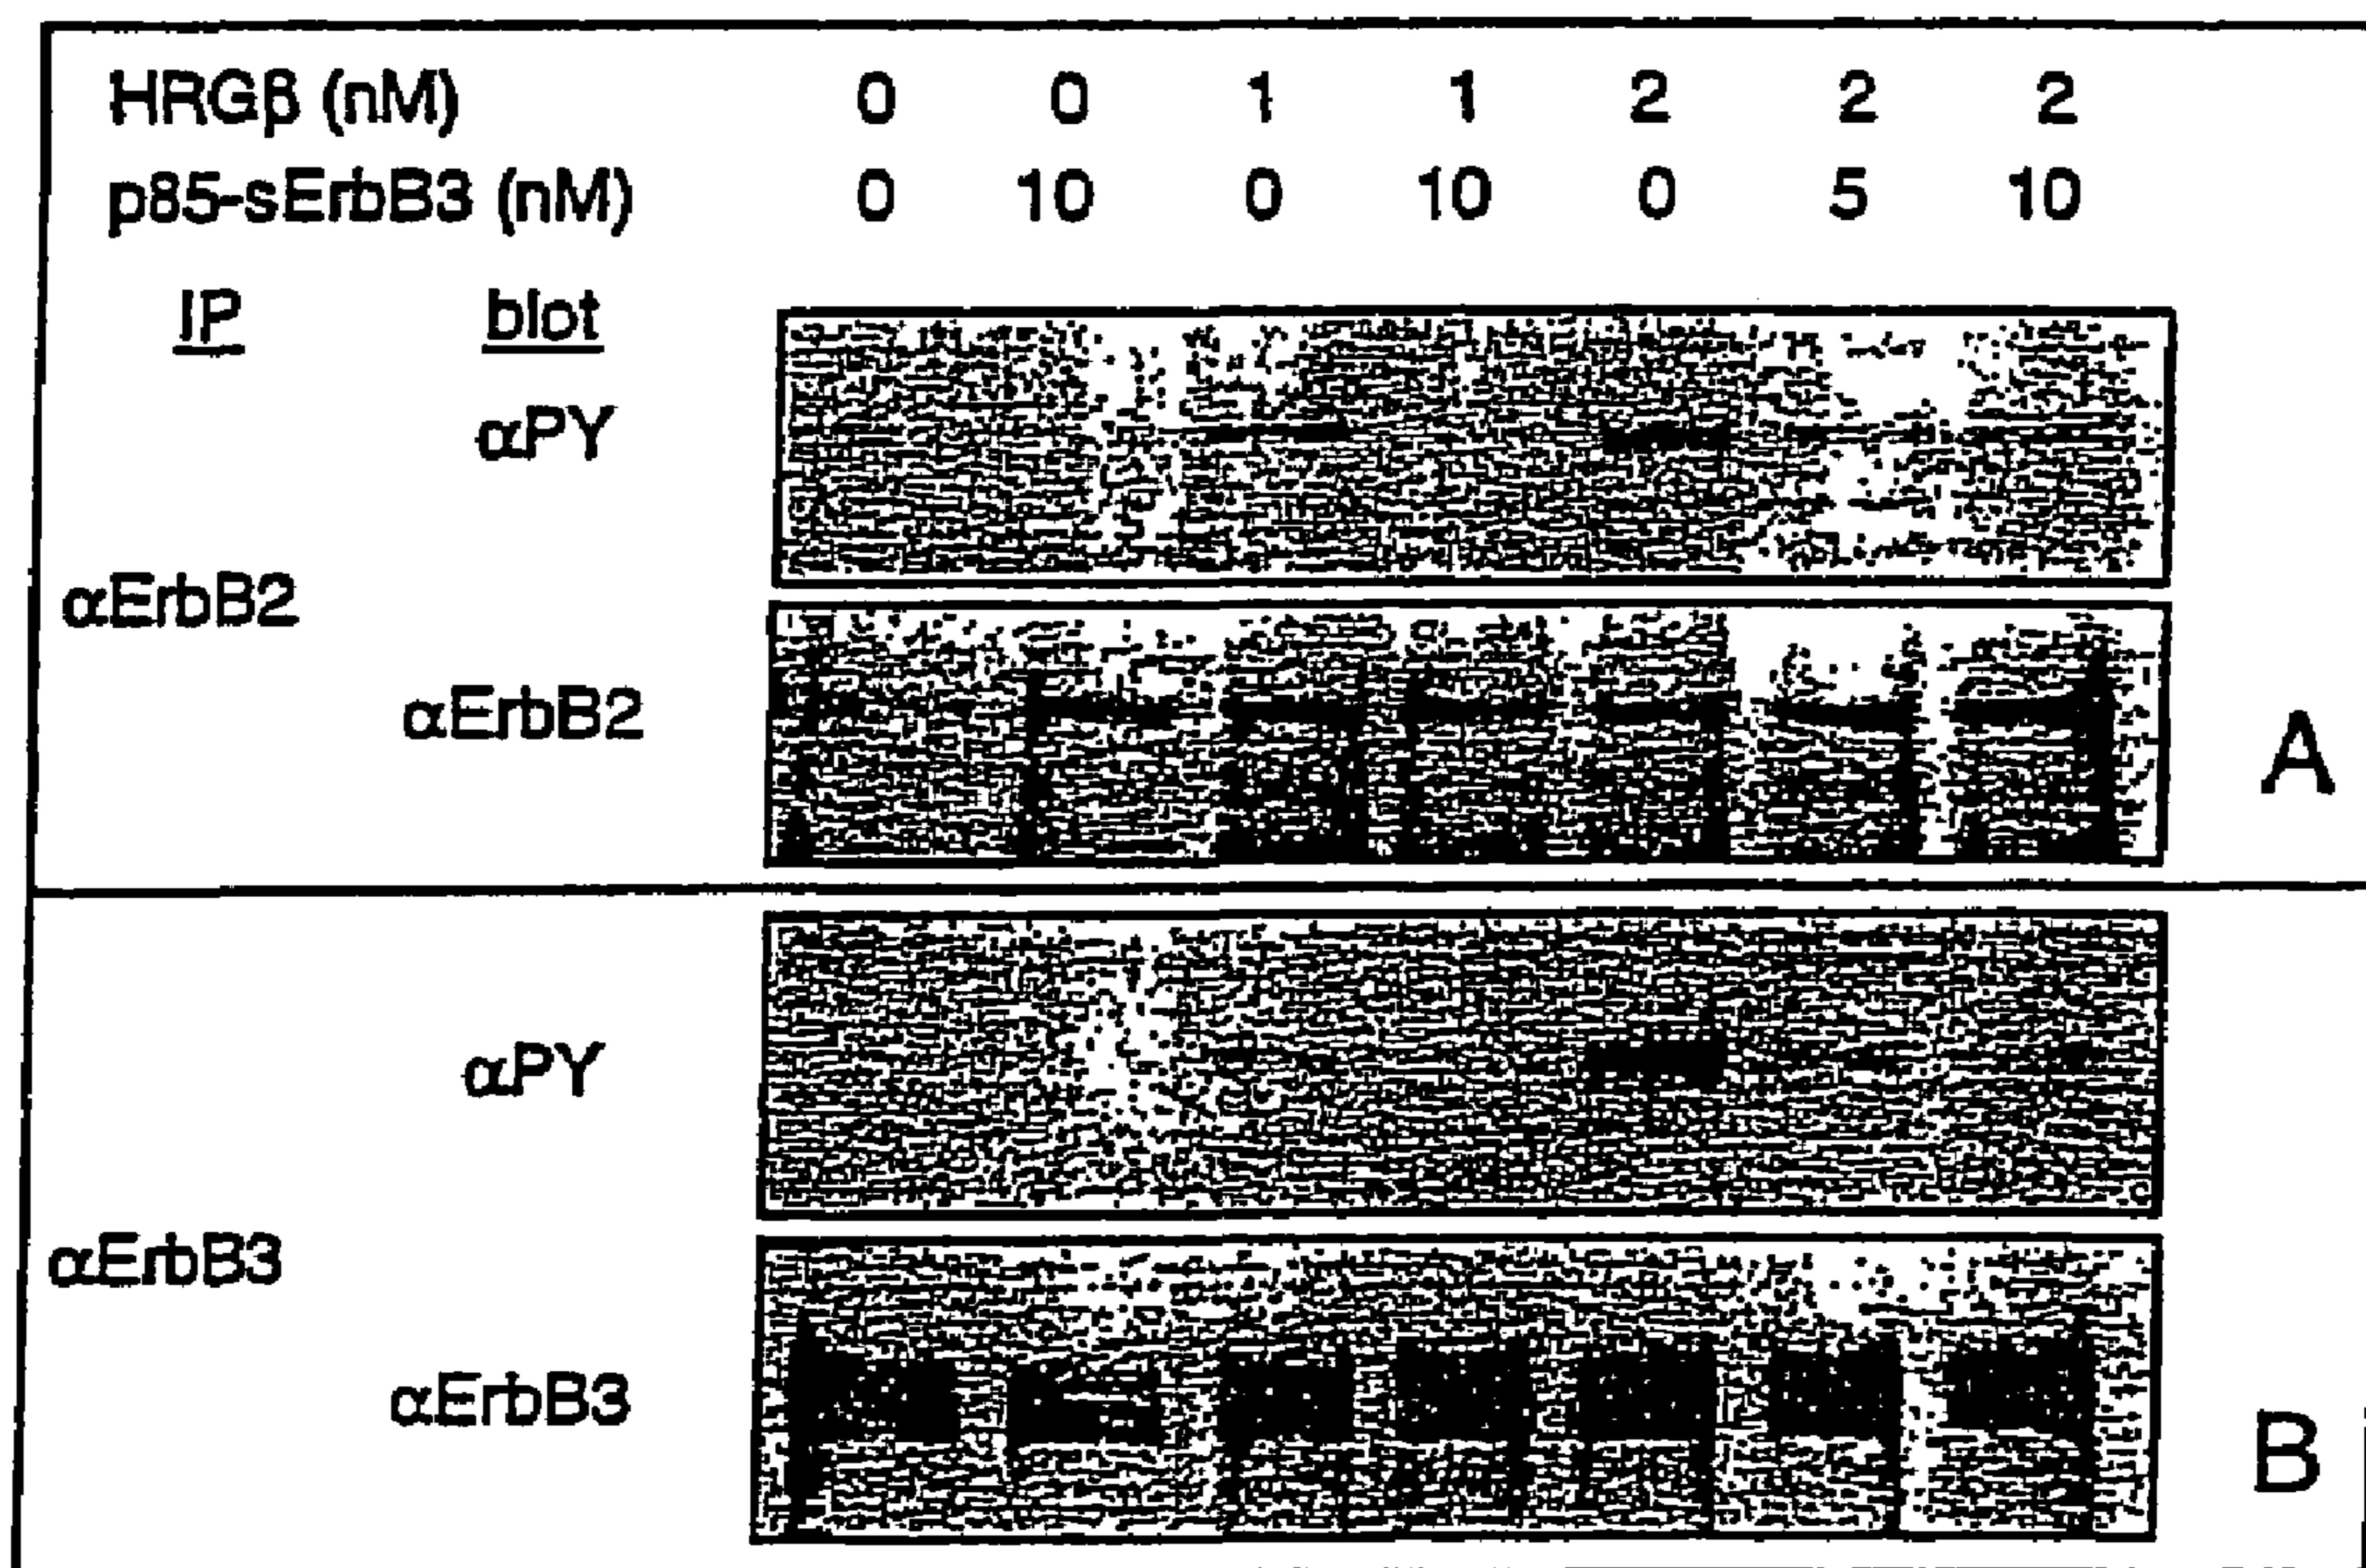 HRGβ (nM) 0 0 1 1 2 2 2
p85-sErbB3 (nM) 0 10 0 10 0 5 10
IP blot
αPY
αErbB2
αErbB2
A
αPY
αErbB3
αErbB3
B